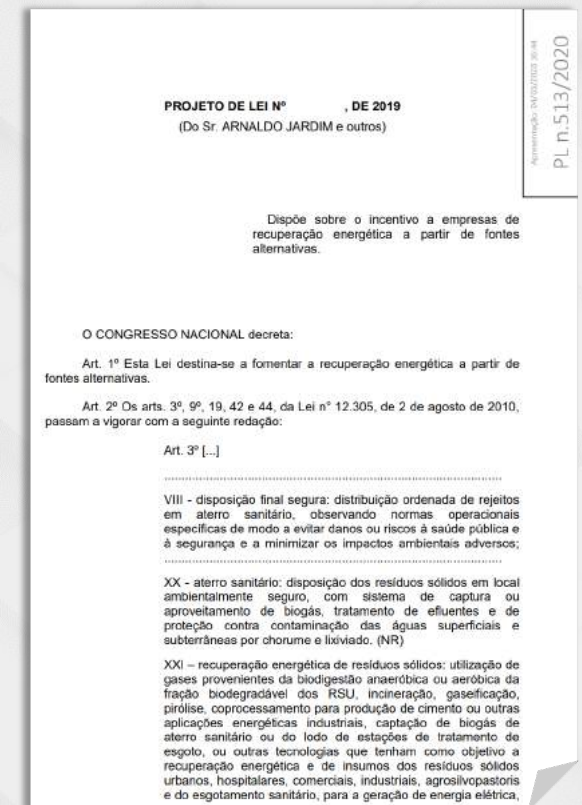 Apresentação: 04/03/2020 16:44
PL n.513/2020
PROJETO DE LEI Nº , DE 2019
(Do Sr. ARNALDO JARDIM e outros)
Dispõe sobre o incentivo a empresas de
recuperação energética a partir de fontes
alternativas.
O CONGRESSO NACIONAL decreta:
Art. 1º Esta Lei destina-se a fomentar a recuperação energética a partir de
fontes alternativas.
Art. 2º Os arts. 3º, 9º, 19, 42 e 44, da Lei n° 12.305, de 2 de agosto de 2010,
passam a vigorar com a seguinte redação:
Art. 3º [...]
VIII - disposição final segura: distribuição ordenada de rejeitos
em aterro sanitário, observando normas operacionais
específicas de modo a evitar danos ou riscos à saúde pública e
à segurança e a minimizar os impactos ambientais adversos;
XX - aterro sanitário: disposição dos resíduos sólidos em local
ambientalmente seguro, com sistema de captura ou
aproveitamento de biogás, tratamento de efluentes e de
proteção contra contaminação das águas superficiais e
subterrâneas por chorume e lixiviado. (NR)
XXI – recuperação energética de resíduos sólidos: utilização de
gases provenientes da biodigestão anaeróbica ou aeróbica da
fração biodegradável dos RSU, incineração, gaseificação,
pirólise, coprocessamento para produção de cimento ou outras
aplicações energéticas industriais, captação de biogás de
aterro sanitário ou do lodo de estações de tratamento de
esgoto, ou outras tecnologias que tenham como objetivo a
recuperação energética e de insumos dos resíduos sólidos
urbanos, hospitalares, comerciais, industriais, agrosilvopastoris
e do esgotamento sanitário, para a geração de energia elétrica,